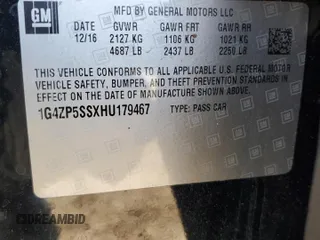 GM
MFD BY GENERAL MOTORS LLC
DATE GVWR GAWR FRT GAWR RR
12/16 2127 KG 1106 KG 1021 KG
4687 LB 2437 LB 2250 LB
THIS VEHICLE CONFORMS TO ALL APPLICABLE U.S. FEDERAL MOTOR
VEHICLE SAFETY, BUMPER, AND THEFT PREVENTION STANDARDS IN
EFFECT ON THE DATE OF MANUFACTURE SHOWN ABOVE.
1G4ZP5SSXHU179467 TYPE: PASS CAR
© DREAMBID